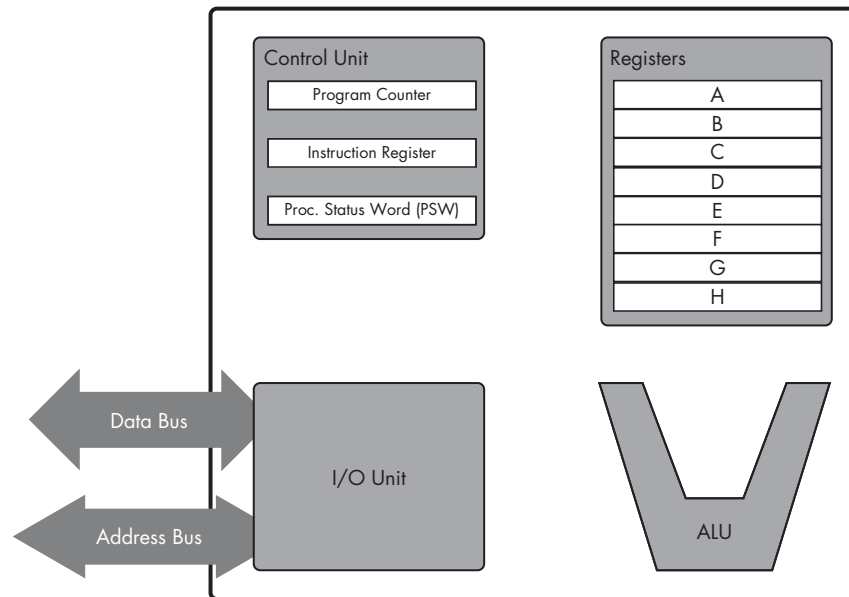 Control Unit
Program Counter
Instruction Register
Proc. Status Word (PSW)
Registers
A
B
C
D
E
F
G
H
Data Bus
Address Bus
I/O Unit
ALU